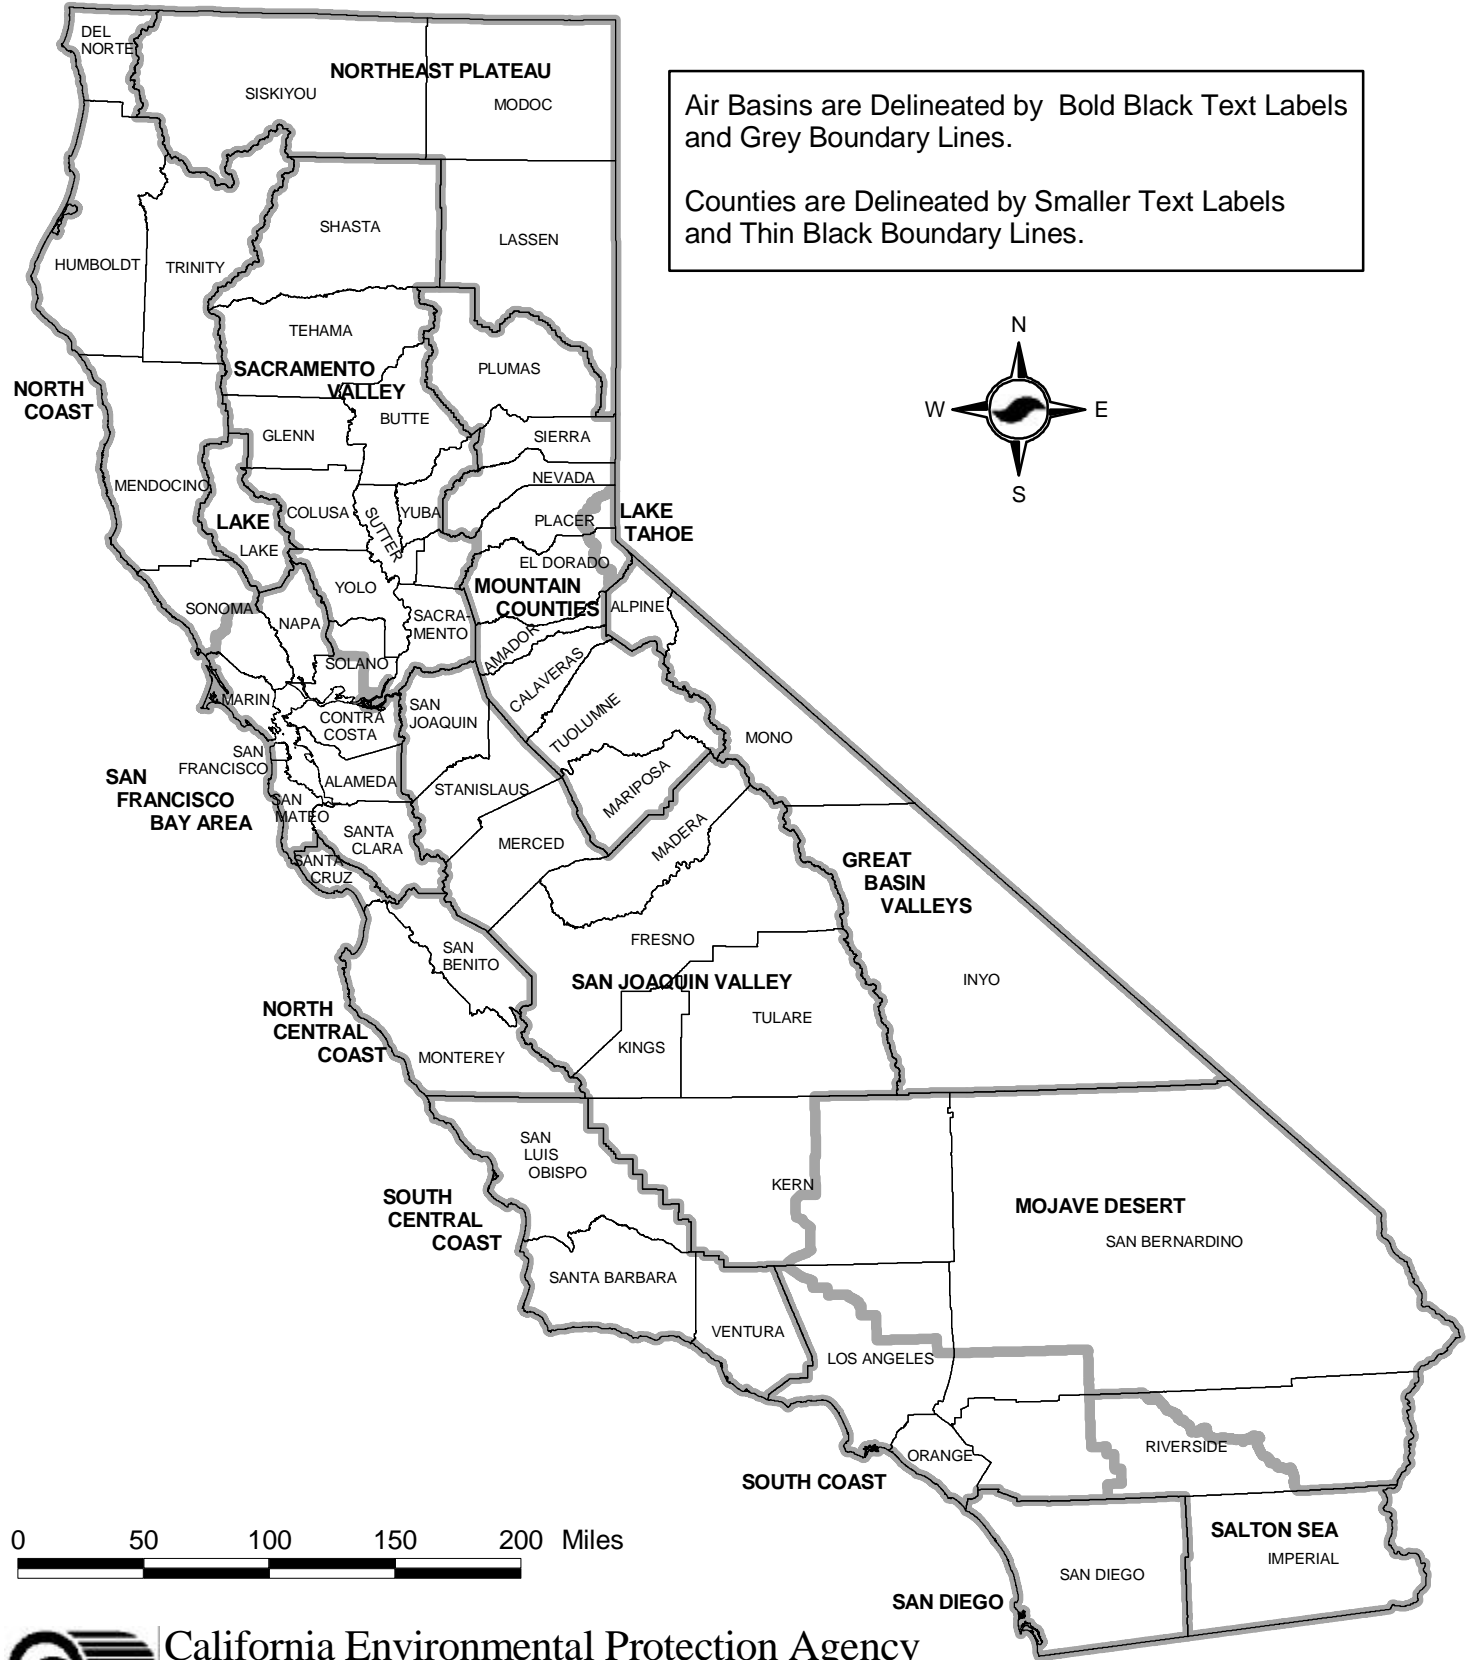 DEL
NORTE
SISKIYOU
NORTHEAST PLATEAU
MODOC
Air Basins are Delineated by Bold Black Text Labels
and Grey Boundary Lines.
Counties are Delineated by Smaller Text Labels
and Thin Black Boundary Lines.
SHASTA
LASSEN
HUMBOLDT
TRINITY
N
W
E
S
TEHAMA
SACRAMENTO
VALLEY
PLUMAS
NORTH
COAST
BUTTE
GLENN
SIERRA
NEVADA
MENDOCINO
LAKE
LAKE
COLUSA
SUTTER
YUBA
PLACER
LAKE
TAHOE
EL DORADO
YOLO
MOUNTAIN
COUNTIES
ALPINE
SONOMA
NAPA
SACRA-
MENTO
AMADOR
SOLANO
CALAVERAS
MARIN
CONTRA
COSTA
SAN
JOAQUIN
TUOLUMNE
MONO
SAN
FRANCISCO
SAN
FRANCISCO
BAY AREA
ALAMEDA
STANISLAUS
MARIPOSA
SAN
MATEO
SANTA
CLARA
MERCED
MADERA
SANTA
CRUZ
GREAT
BASIN
VALLEYS
FRESNO
SAN
BENITO
SAN JOAQUIN VALLEY
INYO
NORTH
CENTRAL
COAST
TULARE
KINGS
MONTEREY
SAN
LUIS
OBISPO
KERN
SOUTH
CENTRAL
COAST
MOJAVE DESERT
SAN BERNARDINO
SANTA BARBARA
VENTURA
LOS ANGELES
ORANGE
RIVERSIDE
SOUTH COAST
SALTON SEA
IMPERIAL
SAN DIEGO
SAN DIEGO
0 50 100 150 200 Miles
California Environmental Protection Agency